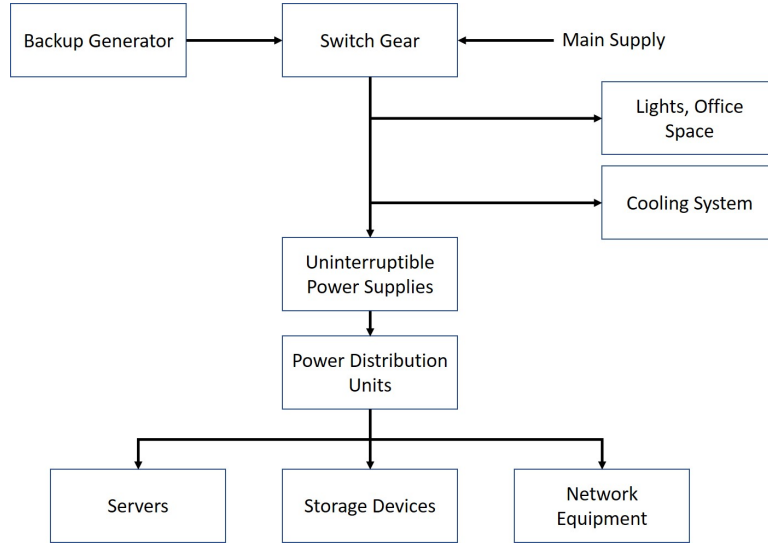 Backup Generator
Switch Gear
Main Supply
Lights, Office
Space
Cooling System
Uninterruptible
Power Supplies
Power Distribution
Units
Servers
Storage Devices
Network
Equipment